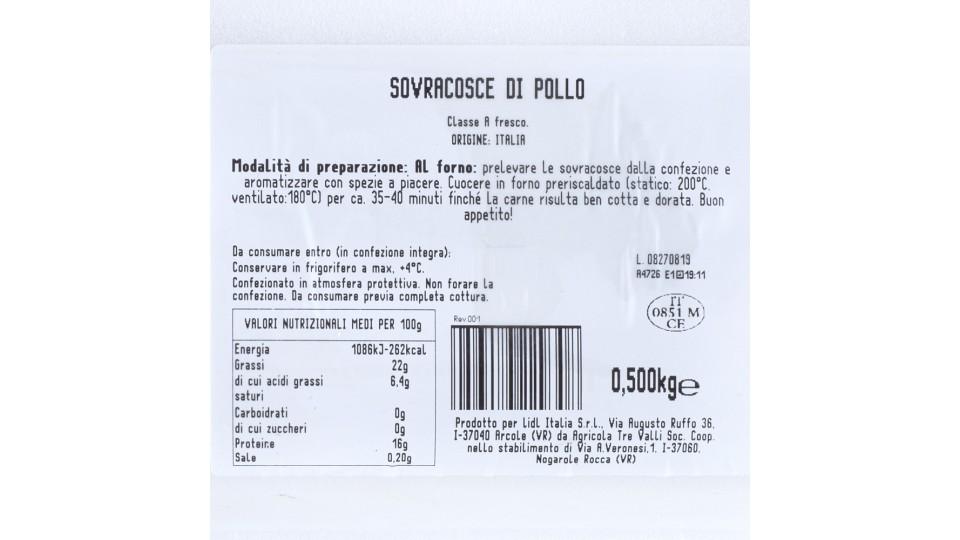 SOVRACOSCE DI POLLO
Classe A fresco.
ORIGINE: ITALIA
Modalità di preparazione: AL forno: prelevare le sovracosce dalla confezione e
aromatizzare con spezie a piacere. Cuocere in forno preriscaldato (statico: 200°C,
ventilato:180°C) per ca. 35-40 minuti finché la carne risulta ben cotta e dorata. Buon
appetito!
Da consumare entro (in confezione integra):
Conservare in frigorifero a max. +4°C.
Confezionato in atmosfera protettiva. Non forare la
confezione. Da consumare previa completa cottura.
L. 08270819
A4726 E1 19:11
IT
0851 M
CE
VALORI NUTRIZIONALI MEDI PER 100g
Energia 1086kJ-262kcal
Grassi 22g
di cui acidi grassi 6,4g
saturi
Carboidrati 0g
di cui zuccheri 0g
Proteine 16g
Sale 0,20g
Rev.001
0,500kg e
Prodotto per Lidl Italia S.r.l., Via Augusto Ruffo 36,
I-37040 Arcole (VR) da Agricola Tre Valli Soc. Coop.
nello stabilimento di Via A.Veronesi,1. I-37060,
Nogarole Rocca (VR)